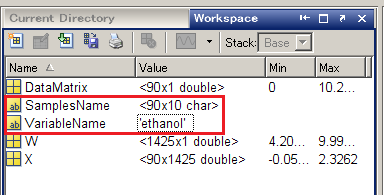 Current Directory Workspace
Stack: Base
Name Value Min Max
DataMatrix <90x1 double> 0 10.2...
SamplesName <90x10 char>
VariableName 'ethanol'
W <1425x1 double> 4.20... 9.99...
X <90x1425 double> -0.05... 2.3262